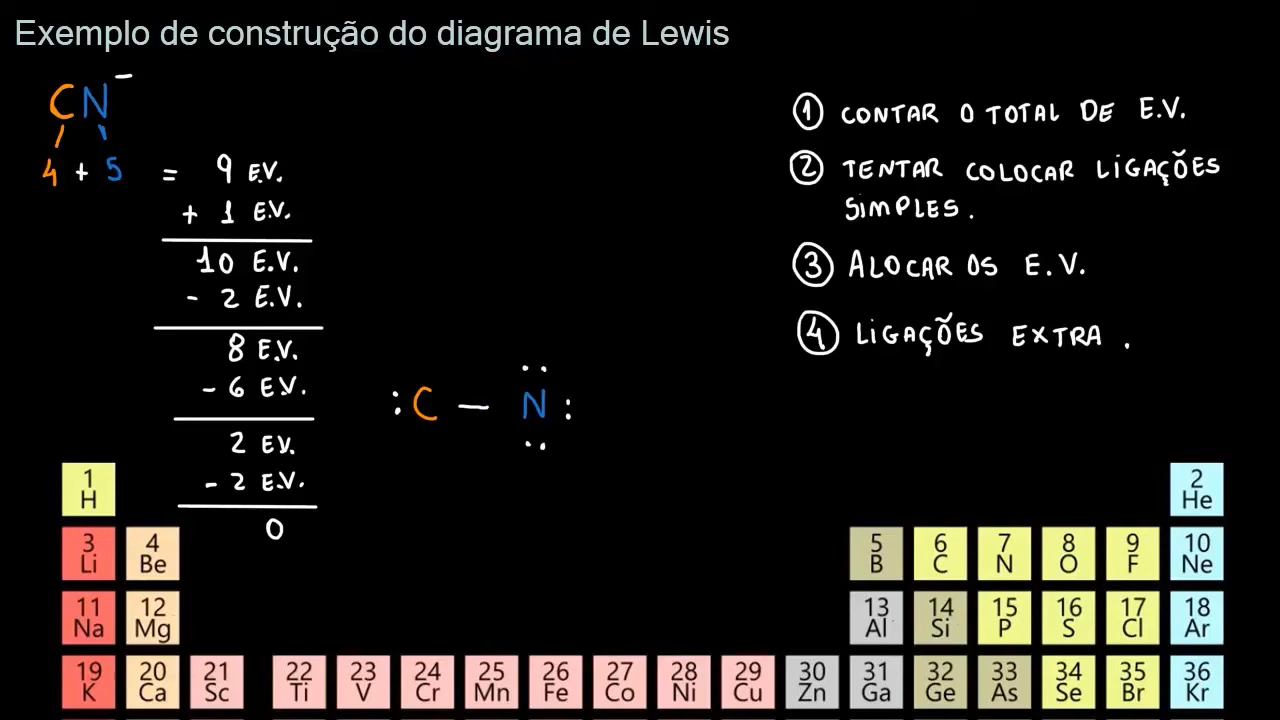 Exemplo de construção do diagrama de Lewis
CN⁻
4 + 5 = 9 E.V.
+ 1 E.V.
10 E.V.
- 2 E.V.
8 E.V.
- 6 E.V.
2 E.V.
- 2 E.V.
0
:C — N:
① CONTAR O TOTAL DE E.V.
② TENTAR COLOCAR LIGAÇÕES
SIMPLES.
③ ALOCAR OS E.V.
④ LIGAÇÕES EXTRA.
1 2
H He
3 4 5 6 7 8 9 10
Li Be B C N O F Ne
11 12 13 14 15 16 17 18
Na Mg Al Si P S Cl Ar
19 20 21 22 23 24 25 26 27 28 29 30 31 32 33 34 35 36
K Ca Sc Ti V Cr Mn Fe Co Ni Cu Zn Ga Ge As Se Br Kr